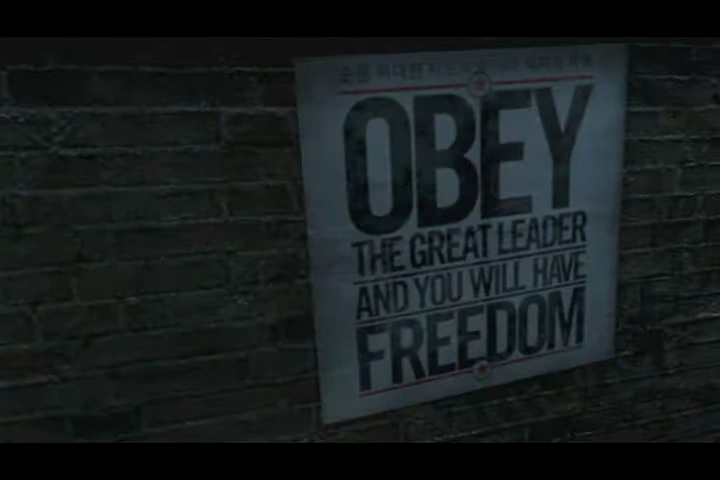 OBEY
THE GREAT LEADER
AND YOU WILL HAVE
FREEDOM